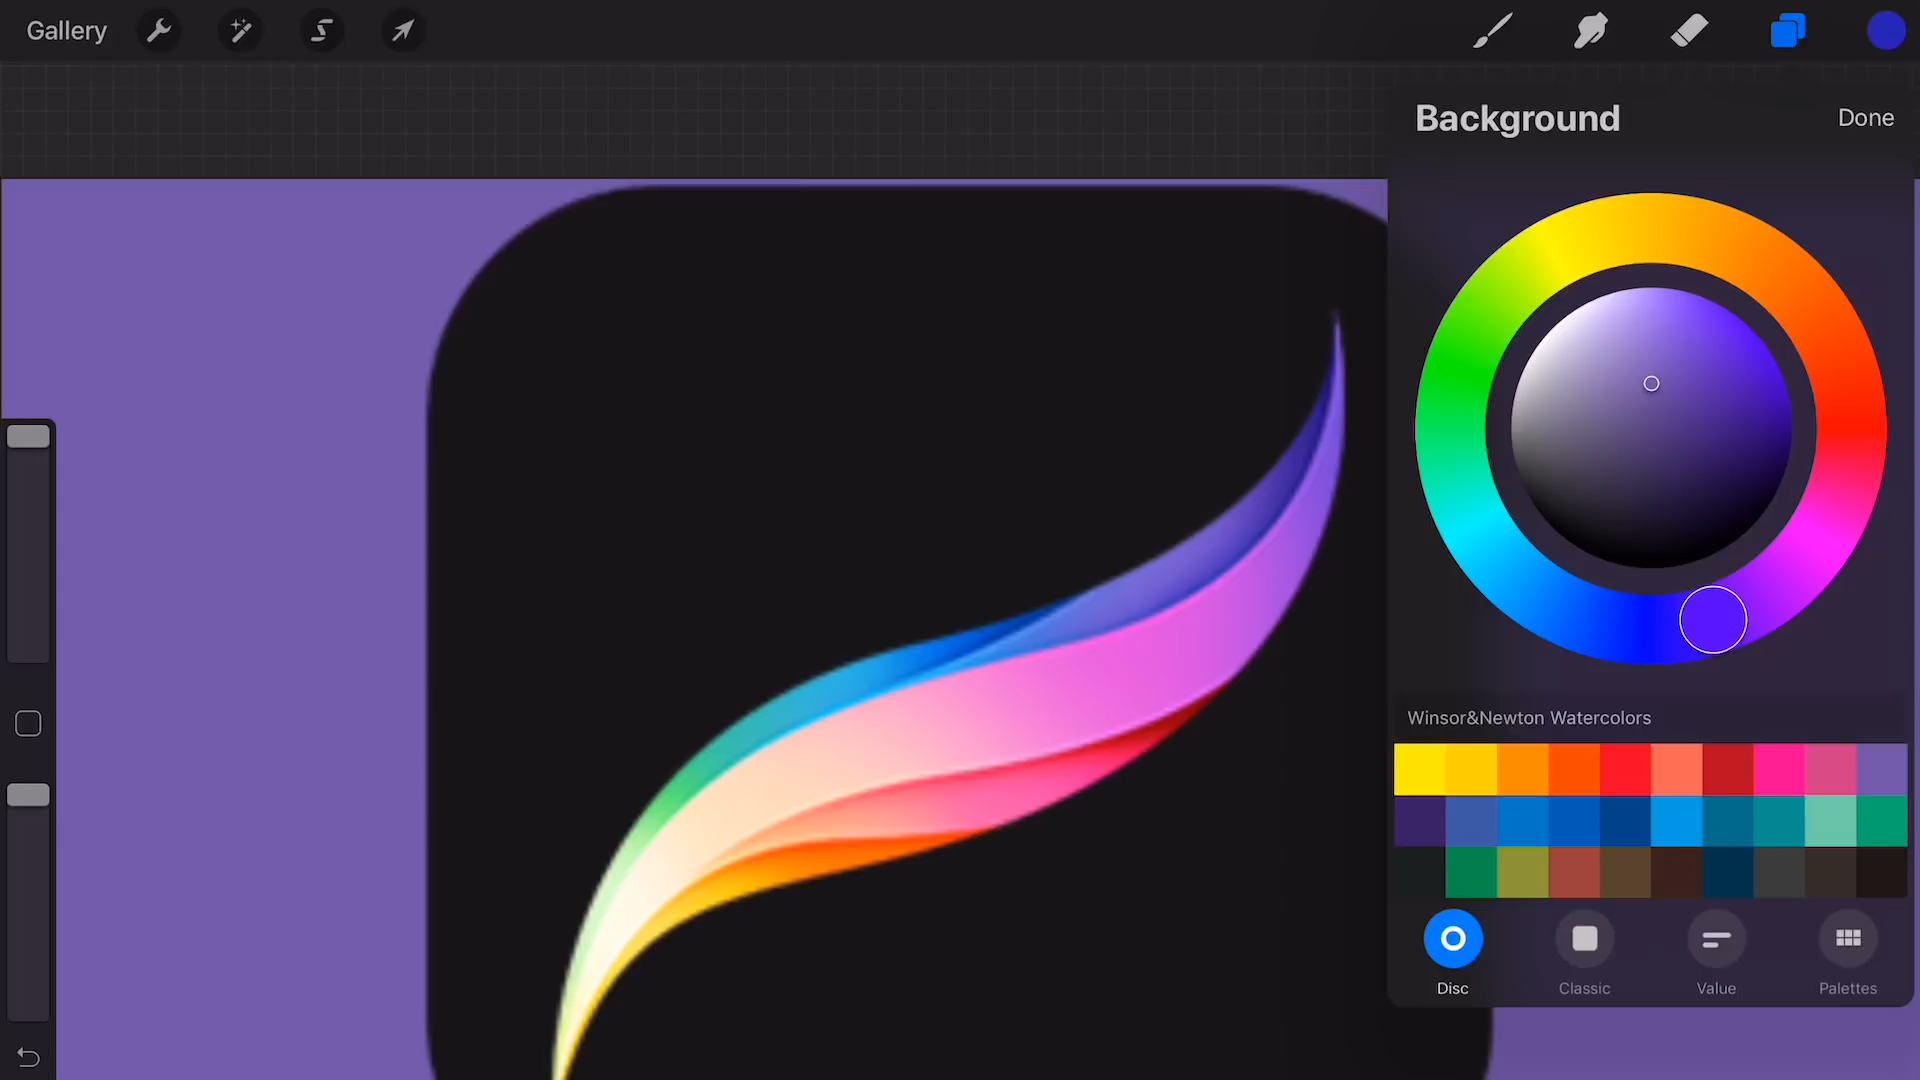 Gallery
Background
Done
Winsor&Newton Watercolors
Disc
Classic
Value
Palettes